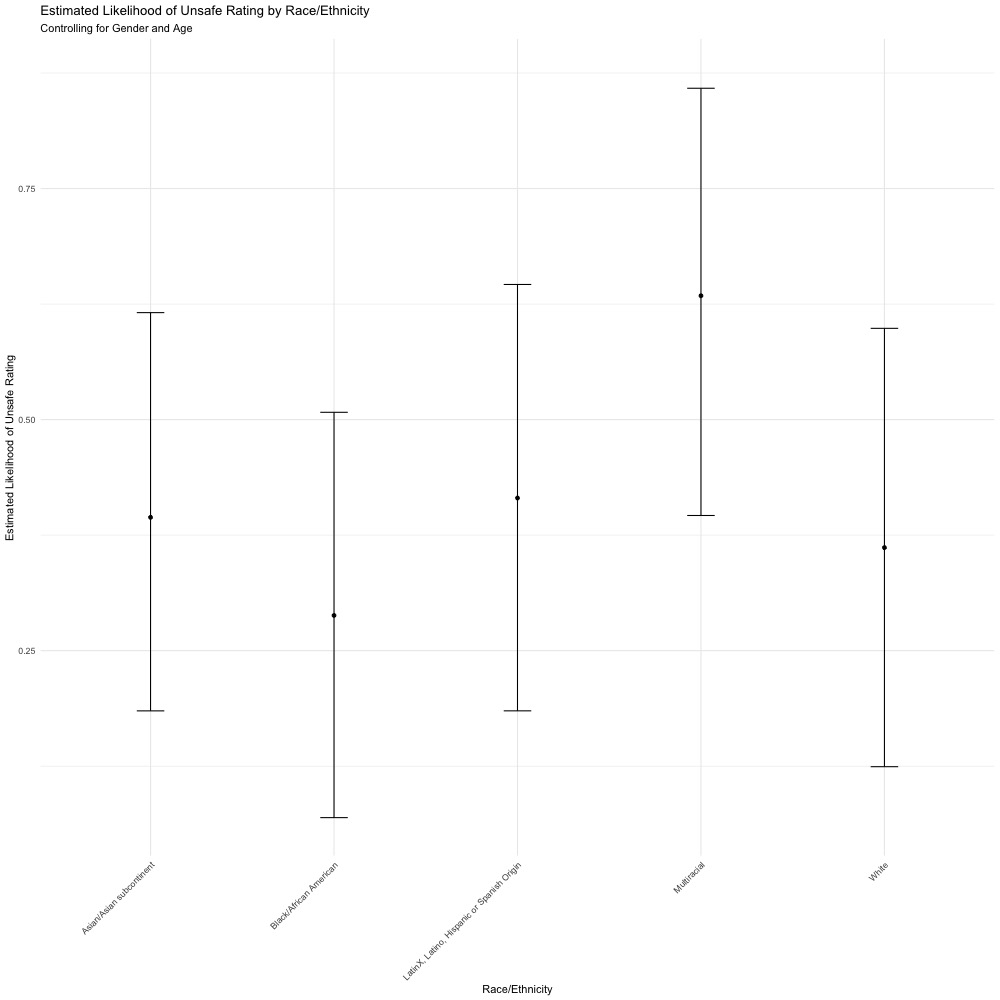 Estimated Likelihood of Unsafe Rating by Race/Ethnicity
Controlling for Gender and Age
Estimated Likelihood of Unsafe Rating
0.75
0.50
0.25
Asian/Asian subcontinent
Black/African American
LatinX, Latino, Hispanic or Spanish Origin
Multiracial
White
Race/Ethnicity